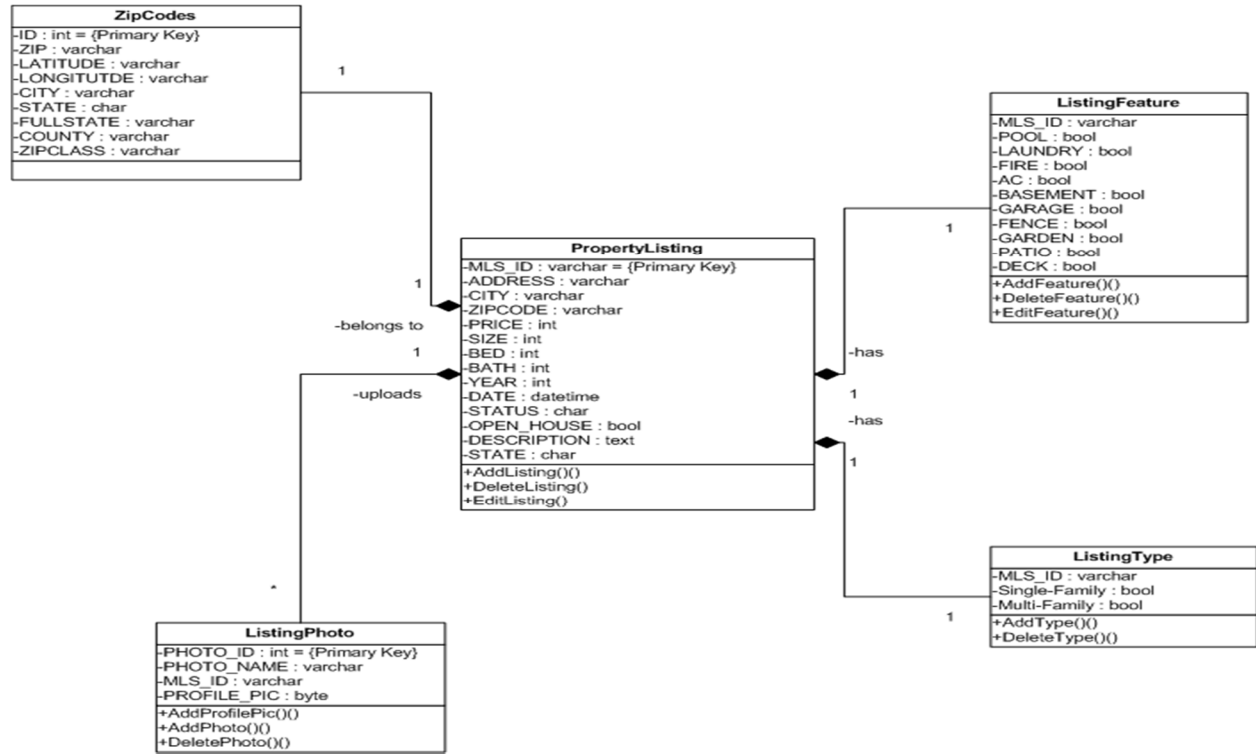 ZipCodes
-ID : int = {Primary Key}
-ZIP : varchar
-LATITUDE : varchar
-LONGITUTDE : varchar
-CITY : varchar
-STATE : char
-FULLSTATE : varchar
-COUNTY : varchar
-ZIPCLASS : varchar
1
1
-belongs to
1
-uploads
*
PropertyListing
-MLS_ID : varchar = {Primary Key}
-ADDRESS : varchar
-CITY : varchar
-ZIPCODE : varchar
-PRICE : int
-SIZE : int
-BED : int
-BATH : int
-YEAR : int
-DATE : datetime
-STATUS : char
-OPEN_HOUSE : bool
-DESCRIPTION : text
-STATE : char
+AddListing()()
+DeleteListing()
+EditListing()
ListingFeature
-MLS_ID : varchar
-POOL : bool
-LAUNDRY : bool
-FIRE : bool
-AC : bool
-BASEMENT : bool
-GARAGE : bool
-FENCE : bool
-GARDEN : bool
-PATIO : bool
-DECK : bool
+AddFeature()()
+DeleteFeature()()
+EditFeature()()
1
-has
1
-has
1
1
ListingType
-MLS_ID : varchar
-Single-Family : bool
-Multi-Family : bool
+AddType()()
+DeleteType()()
ListingPhoto
-PHOTO_ID : int = {Primary Key}
-PHOTO_NAME : varchar
-MLS_ID : varchar
-PROFILE_PIC : byte
+AddProfilePic()()
+AddPhoto()()
+DeletePhoto()()